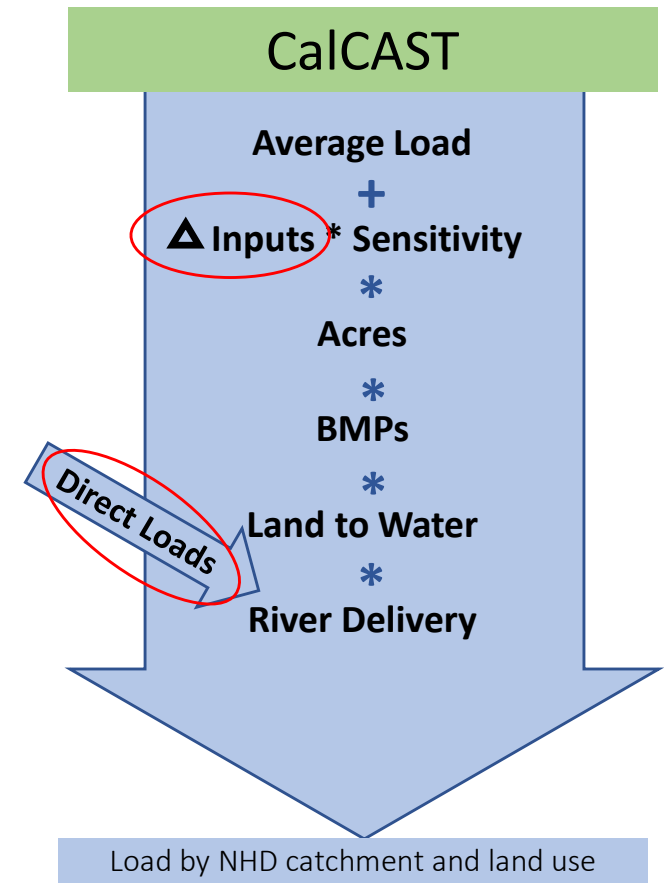 CalCAST
Average Load
+
Δ Inputs * Sensitivity
*
Acres
*
BMPs
*
Direct Loads
Land to Water
*
River Delivery
Load by NHD catchment and land use